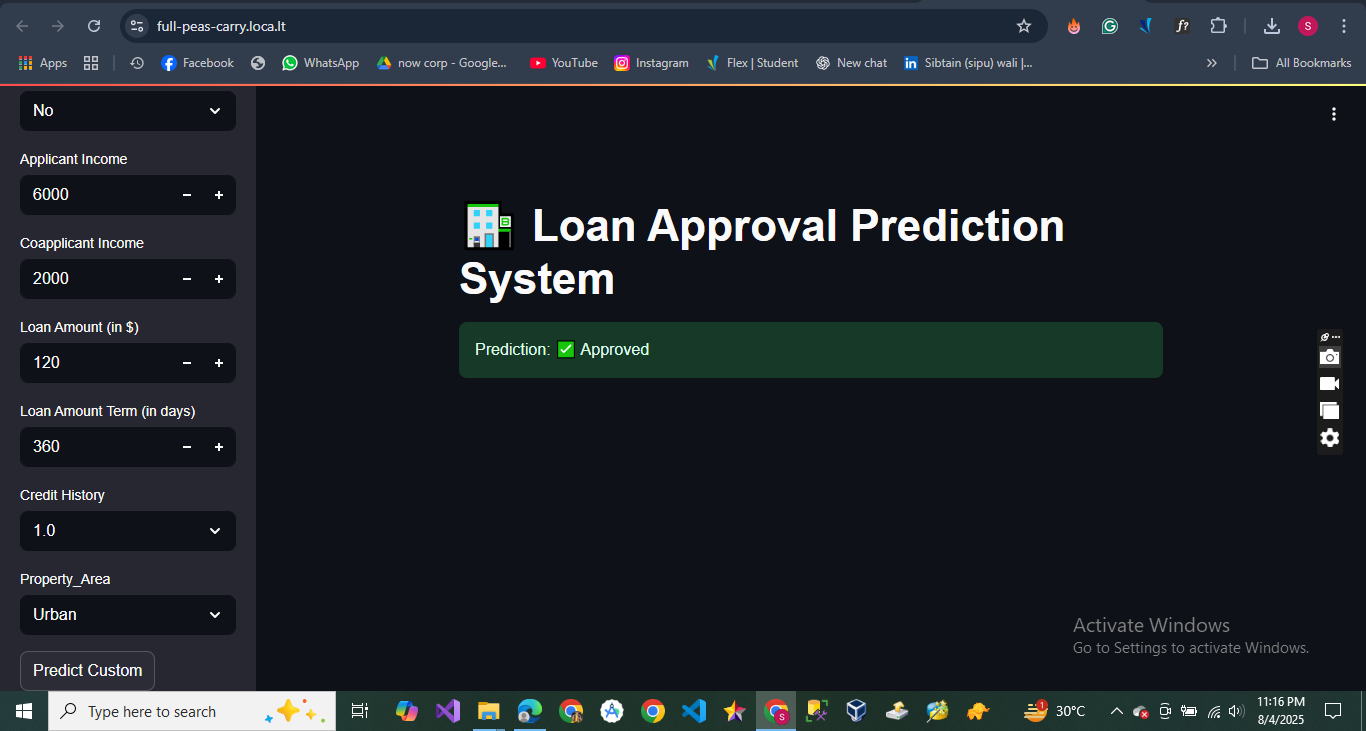 full-peas-carry.loca.lt
S
Apps
Facebook
WhatsApp
now corp - Google...
YouTube
Instagram
Flex | Student
New chat
Sibtain (sipu) wali |...
»
All Bookmarks
No
Applicant Income
6000
Coapplicant Income
2000
Loan Amount (in $)
120
Loan Amount Term (in days)
360
Credit History
1.0
Property_Area
Urban
Predict Custom
Loan Approval Prediction
System
Prediction: ✅ Approved
Activate Windows
Go to Settings to activate Windows.
Type here to search
1
30°C
11:16 PM
8/4/2025